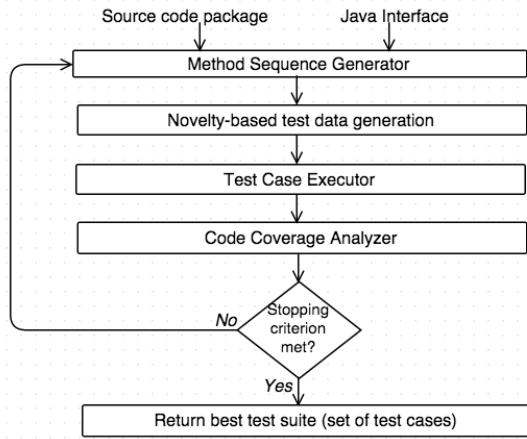 Source code package
Java Interface
Method Sequence Generator
Novelty-based test data generation
Test Case Executor
Code Coverage Analyzer
Stopping
criterion
met?
No
Yes
Return best test suite (set of test cases)